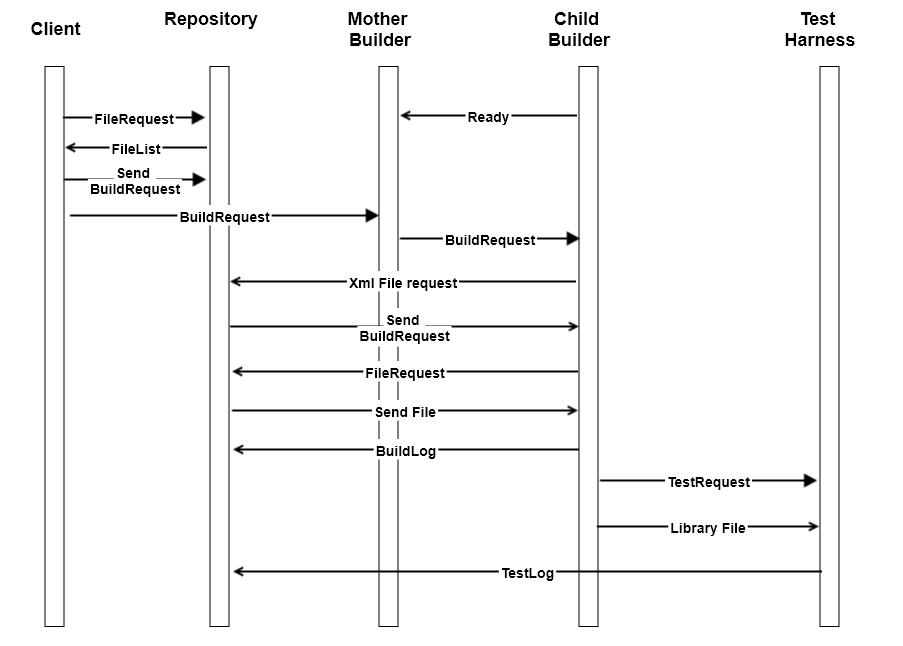 Client
Repository
Mother
Builder
Child
Builder
Test
Harness
FileRequest
Ready
FileList
Send
BuildRequest
BuildRequest
BuildRequest
Xml File request
Send
BuildRequest
FileRequest
Send File
BuildLog
TestRequest
Library File
TestLog